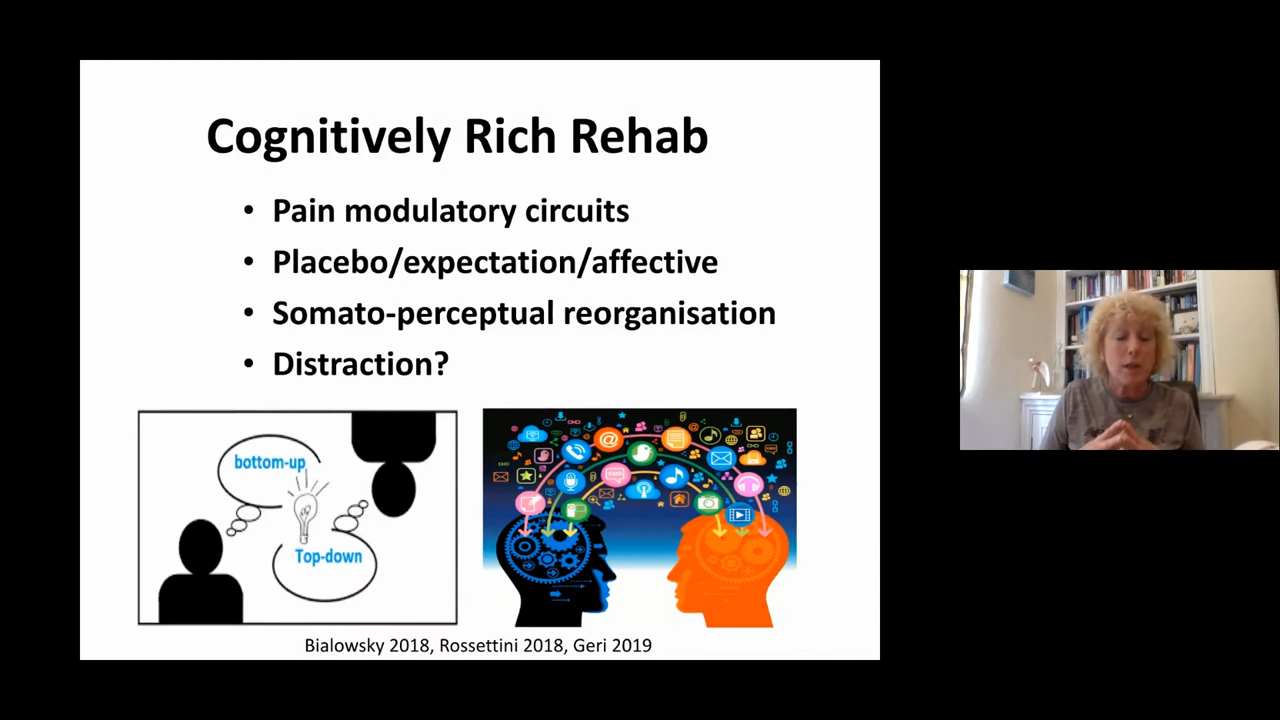 Cognitively Rich Rehab
• Pain modulatory circuits
• Placebo/expectation/affective
• Somato-perceptual reorganisation
• Distraction?
bottom-up
Top-down
Bialowsky 2018, Rossettini 2018, Geri 2019